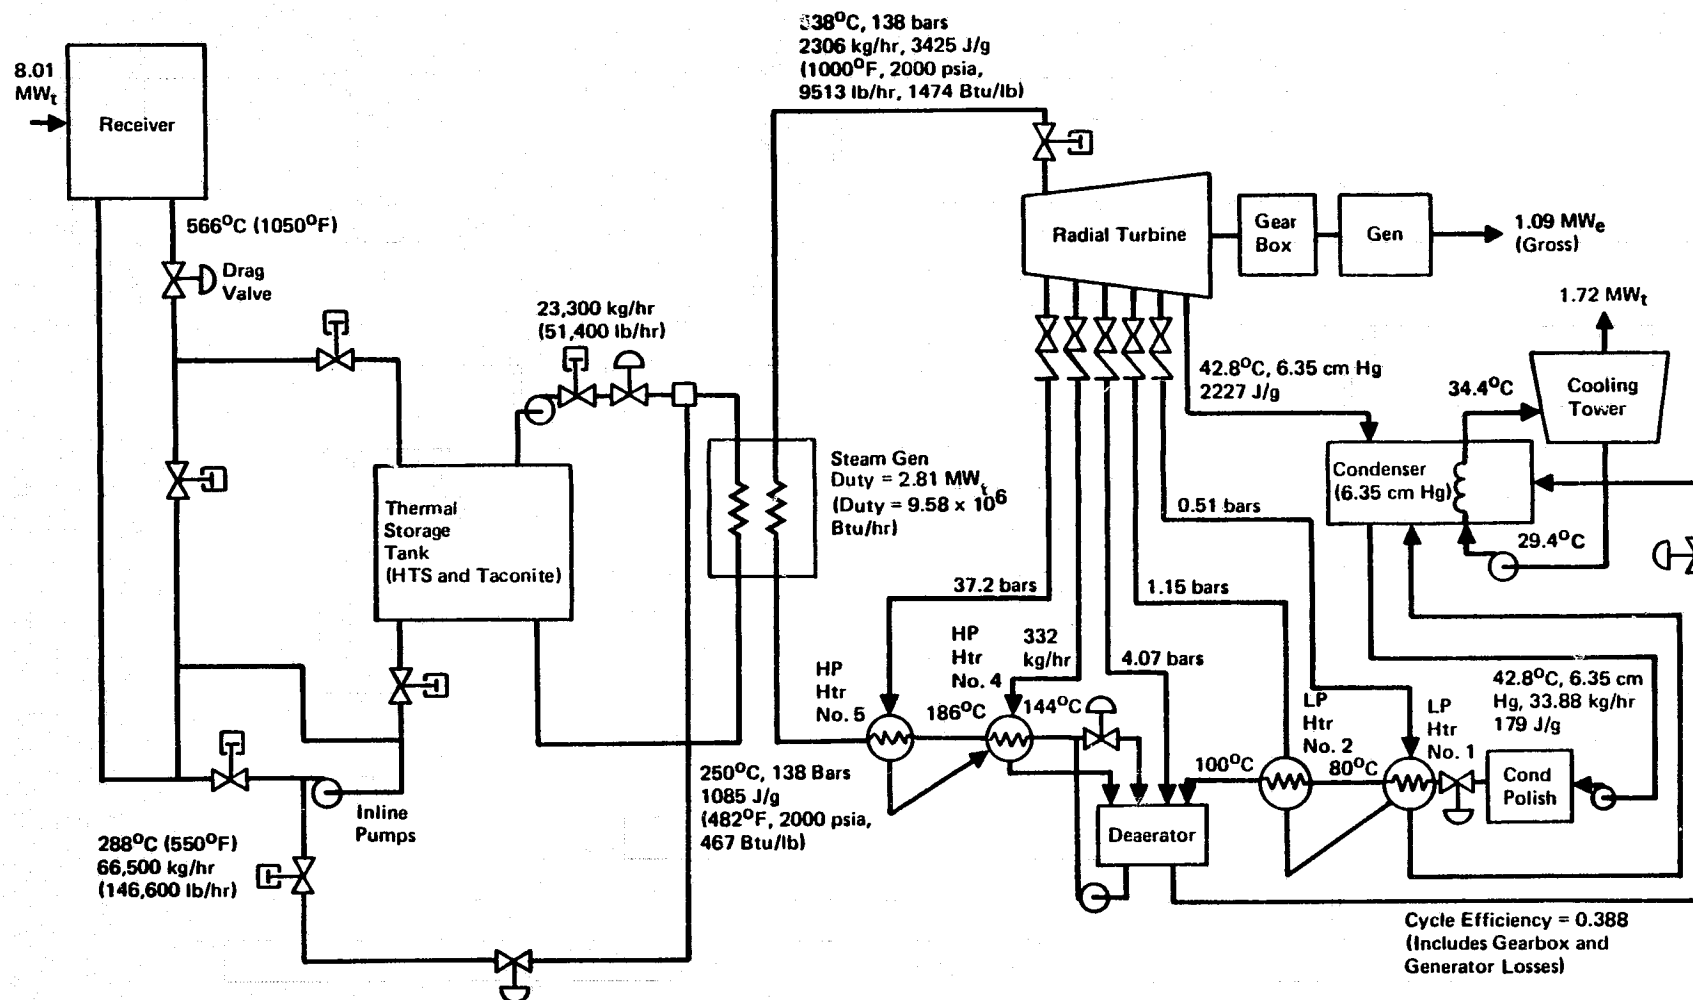 8.01
MWt
Receiver
566°C (1050°F)
Drag
Valve
23,300 kg/hr
(51,400 lb/hr)
Thermal
Storage
Tank
(HTS and Taconite)
Inline
Pumps
288°C (550°F)
66,500 kg/hr
(146,600 lb/hr)
538°C, 138 bars
2306 kg/hr, 3425 J/g
(1000°F, 2000 psia,
9513 lb/hr, 1474 Btu/lb)
Steam Gen
Duty = 2.81 MWt
(Duty = 9.58 x 10^6
Btu/hr)
250°C, 138 Bars
1085 J/g
(482°F, 2000 psia,
467 Btu/lb)
Radial Turbine
Gear
Box
Gen
1.09 MWe
(Gross)
1.72 MWt
42.8°C, 6.35 cm Hg
2227 J/g
34.4°C
Cooling
Tower
Condenser
(6.35 cm Hg)
29.4°C
0.51 bars
37.2 bars
1.15 bars
HP
Htr
No. 4
332
kg/hr
4.07 bars
HP
Htr
No. 5
186°C
144°C
LP
Htr
No. 2
LP
Htr
No. 1
42.8°C, 6.35 cm
Hg, 33.88 kg/hr
179 J/g
100°C
80°C
Cond
Polish
Deaerator
Cycle Efficiency = 0.388
(Includes Gearbox and
Generator Losses)